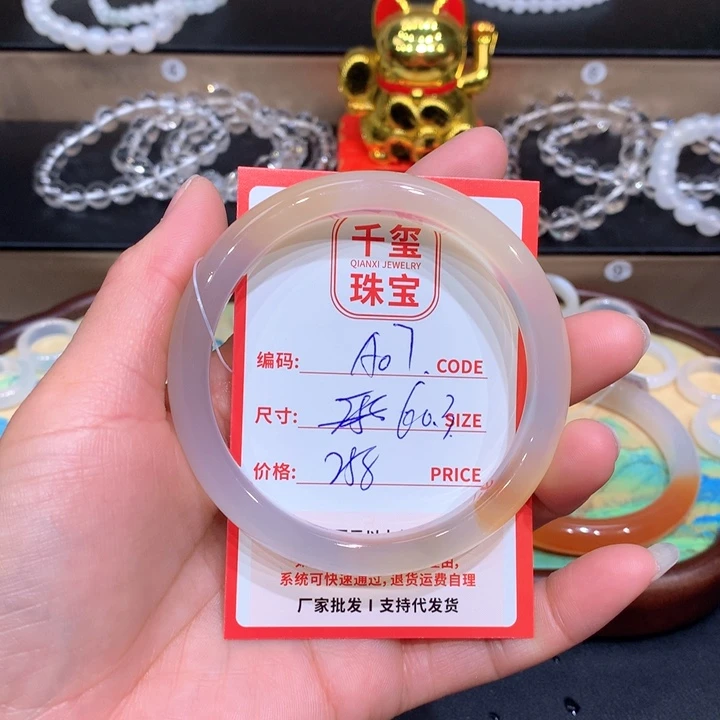 千玺
QIANXI JEWELRY
珠宝
编码: A07. CODE
尺寸: 60.3 SIZE
价格: 258 PRICE
系统可快速通过,退货运费自理
厂家批发 I 支持代发货